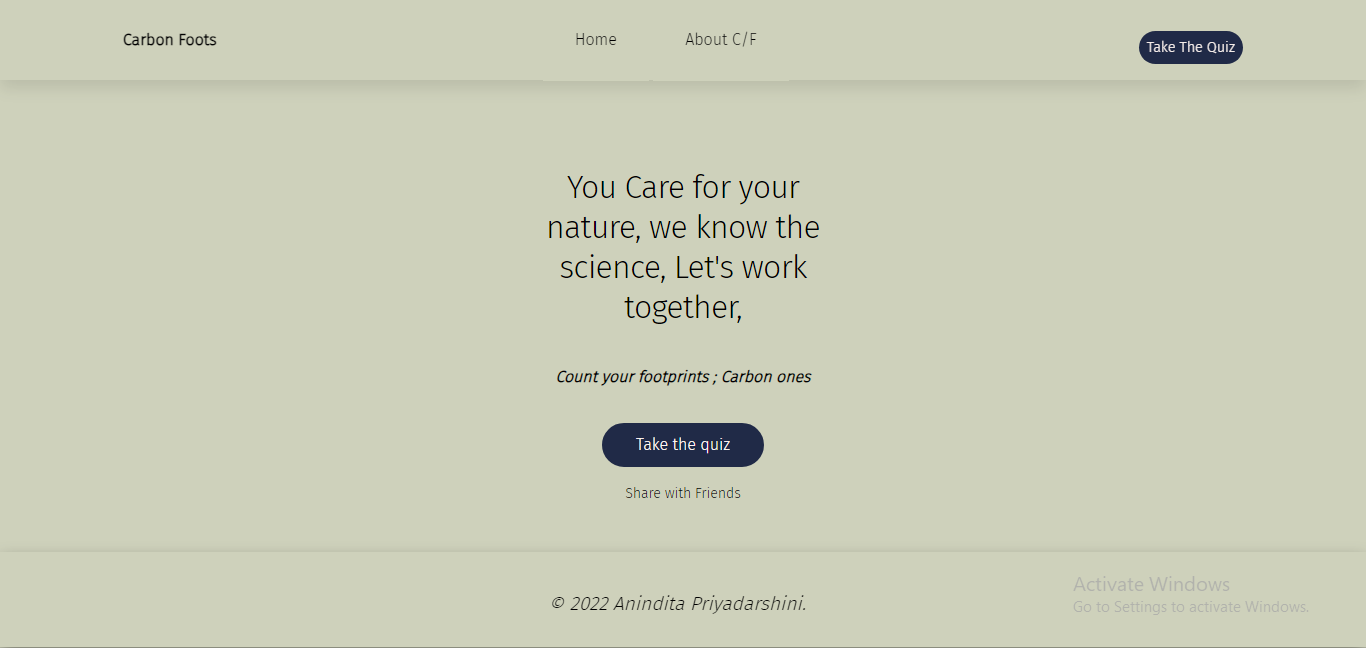 Carbon Foots
Home
About C/F
Take The Quiz
You Care for your
nature, we know the
science, Let's work
together,
Count your footprints ; Carbon ones
Take the quiz
Share with Friends
© 2022 Anindita Priyadarshini.
Activate Windows
Go to Settings to activate Windows.